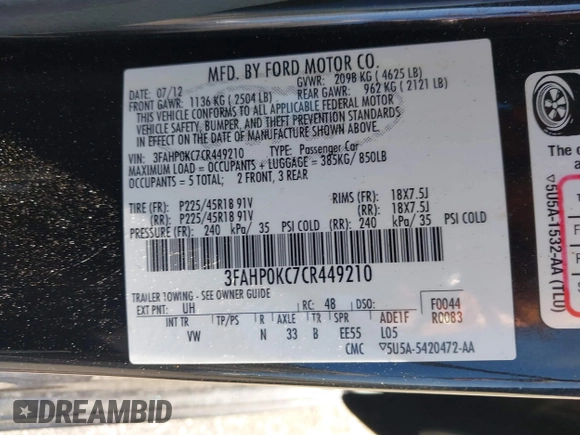 MFD. BY FORD MOTOR CO.
DATE: 07/12 GVWR: 2098 KG ( 4625 LB)
FRONT GAWR: 1136 KG ( 2504 LB) REAR GAWR: 962 KG ( 2121 LB)
THIS VEHICLE CONFORMS TO ALL APPLICABLE FEDERAL MOTOR
VEHICLE SAFETY, BUMPER, AND THEFT PREVENTION STANDARDS
IN EFFECT ON THE DATE OF MANUFACTURE SHOWN ABOVE.
VIN: 3FAHP0KC7CR449210 TYPE: Passenger Car
MAXIMUM LOAD = OCCUPANTS + LUGGAGE = 385KG/ 850LB
OCCUPANTS = 5 TOTAL; 2 FRONT, 3 REAR
TIRE (FR): P225/45R18 91V RIMS (FR): 18X7.5J
(RR): P225/45R18 91V (RR): 18X7.5J
PRESSURE (FR): 240 kPa/ 35 PSI COLD (RR): 240 kPa/ 35 PSI COLD
3FAHP0KC7CR449210
TRAILER TOWING - SEE OWNER GUIDE
EXT PNT: UH RC: 48 DSO: F0044
INT TR TP/PS R AXLE TR SPR ADE1F R0083
VW N 33 B EE55 L05
CMC ▽5U5A-5420472-AA
▽5U5A-1532-AA (TL0)
The c
a
DREAMBID